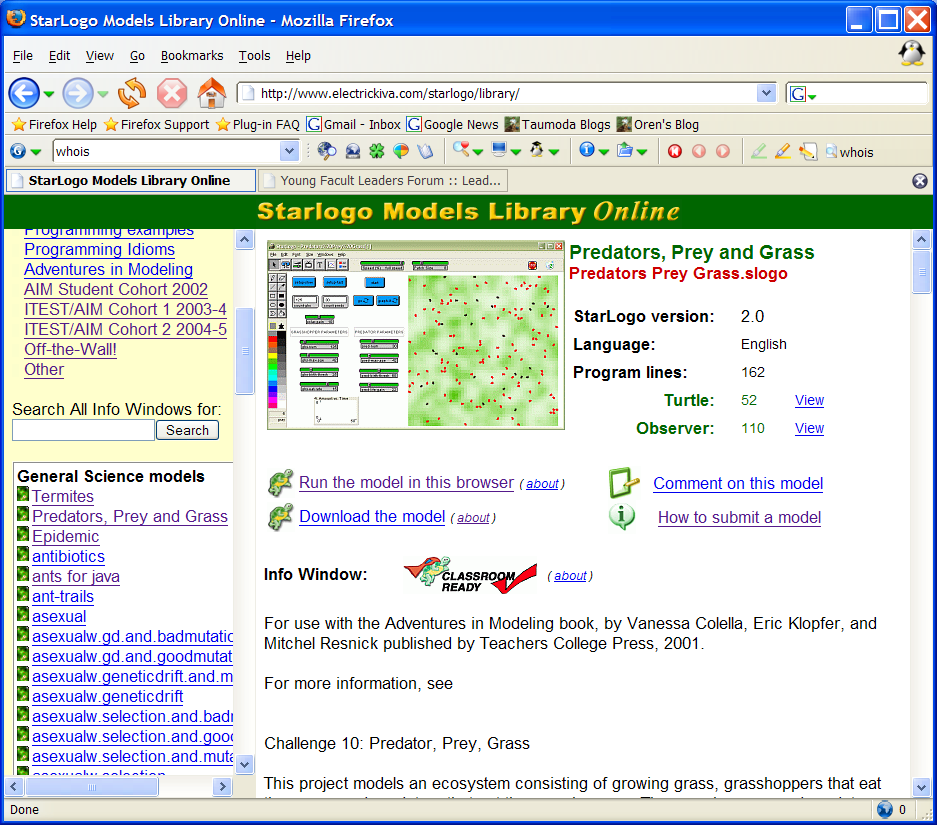 StarLogo Models Library Online - Mozilla Firefox
File Edit View Go Bookmarks Tools Help
http://www.electrickiva.com/starlogo/library/
G
Firefox Help Firefox Support Plug-in FAQ Gmail - Inbox Google News Taumoda Blogs Oren's Blog
whois whois
StarLogo Models Library Online Young Facult Leaders Forum :: Lead...
Starlogo Models Library Online
Programming examples
Programming Idioms
Adventures in Modeling
AIM Student Cohort 2002
ITEST/AIM Cohort 1 2003-4
ITEST/AIM Cohort 2 2004-5
Off-the-Wall!
Other
Search All Info Windows for:
Search
General Science models
Termites
Predators, Prey and Grass
Epidemic
antibiotics
ants for java
ant-trails
asexual
asexualw.gd.and.badmutatio
asexualw.gd.and.goodmutat
asexualw.geneticdrift.and.m
asexualw.geneticdrift
asexualw.selection.and.badr
asexualw.selection.and.good
asexualw.selection.and.muta
asexualw.selection
Predators, Prey and Grass
Predators Prey Grass.slogo
StarLogo version: 2.0
Language: English
Program lines: 162
Turtle: 52 View
Observer: 110 View
Run the model in this browser (about)
Comment on this model
Download the model (about)
How to submit a model
Info Window: CLASSROOM READY (about)
For use with the Adventures in Modeling book, by Vanessa Colella, Eric Klopfer, and
Mitchel Resnick published by Teachers College Press, 2001.
For more information, see
Challenge 10: Predator, Prey, Grass
This project models an ecosystem consisting of growing grass, grasshoppers that eat
Done 0